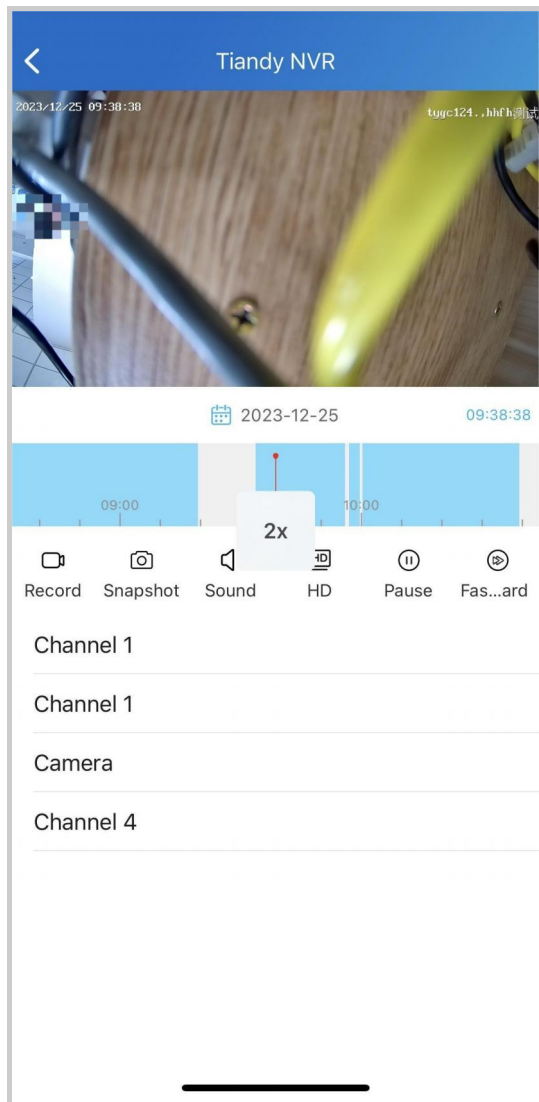 Tiandy NVR
2023/12/25 09:38:38
tygc124.,hhfh测试
2023-12-25
09:38:38
09:00
10:00
2x
Record
Snapshot
Sound
HD
HD
Pause
Fas...ard
Channel 1
Channel 1
Camera
Channel 4